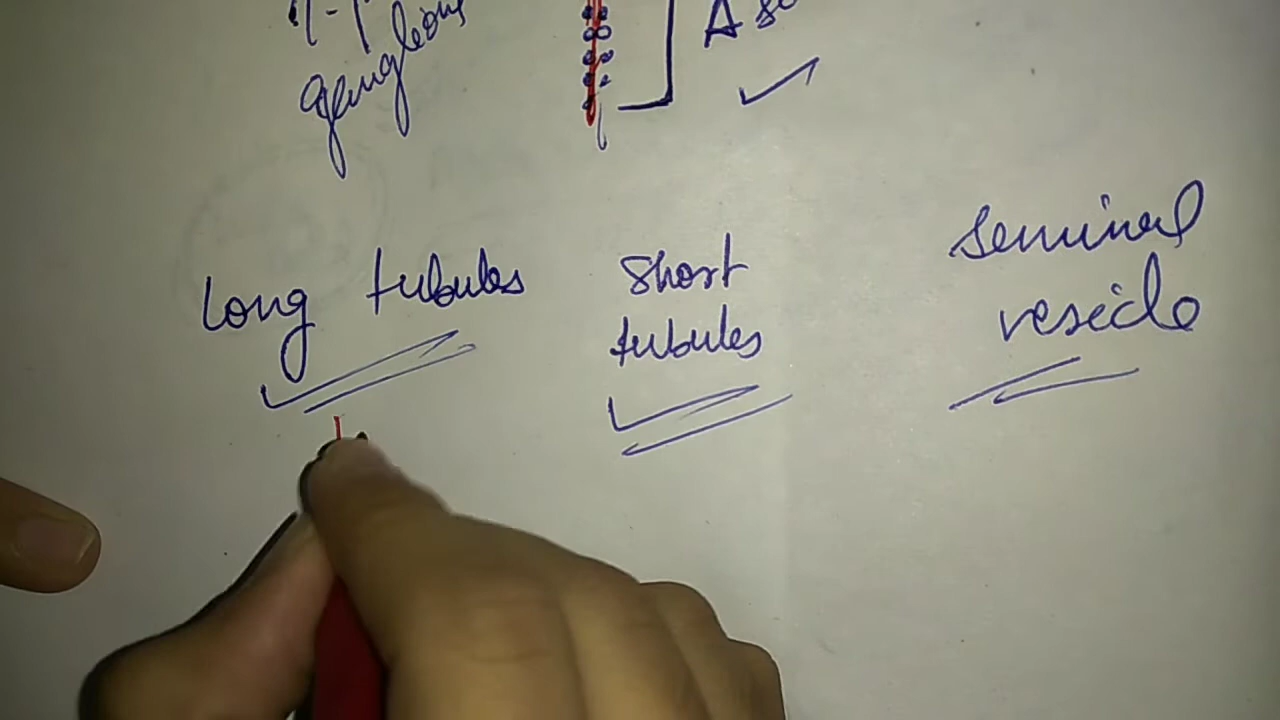 ganglions
A
Long tubules
Short
tubules
Seminal
vesicle